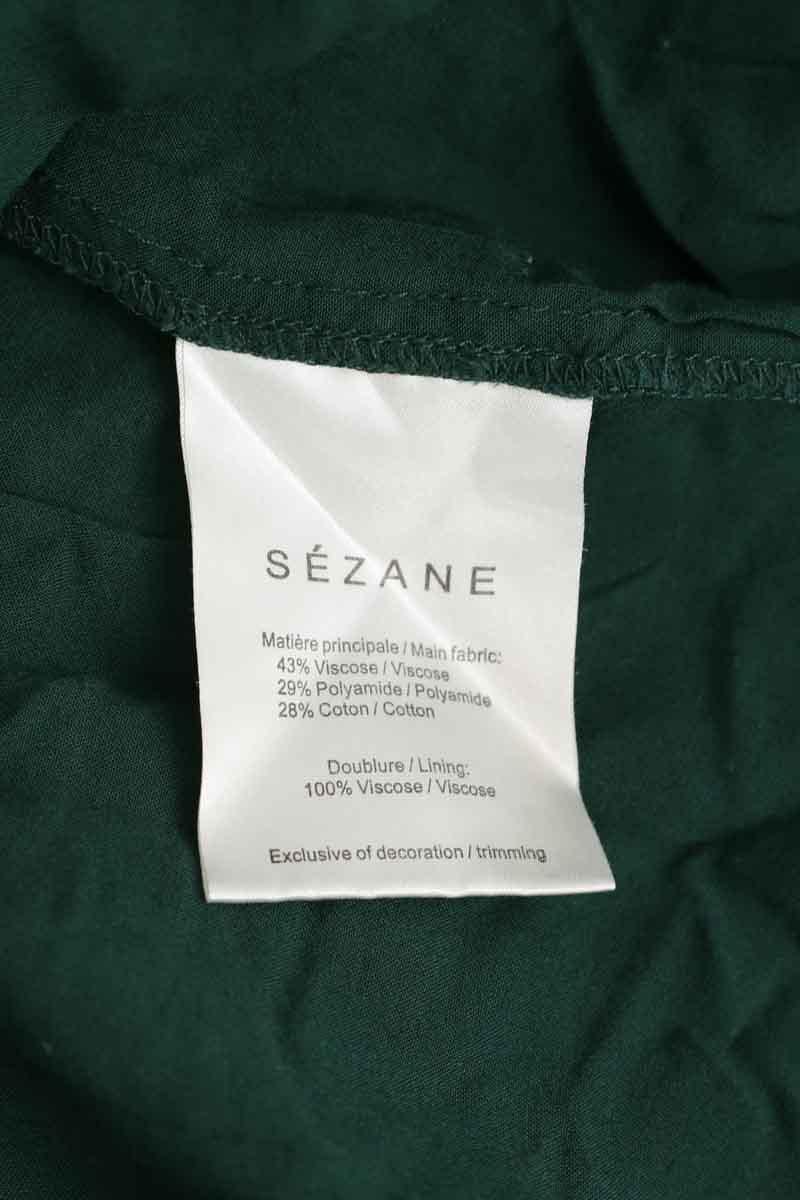 SÉZANE
Matière principale / Main fabric:
43% Viscose / Viscose
29% Polyamide / Polyamide
28% Coton / Cotton
Doublure / Lining:
100% Viscose / Viscose
Exclusive of decoration / trimming